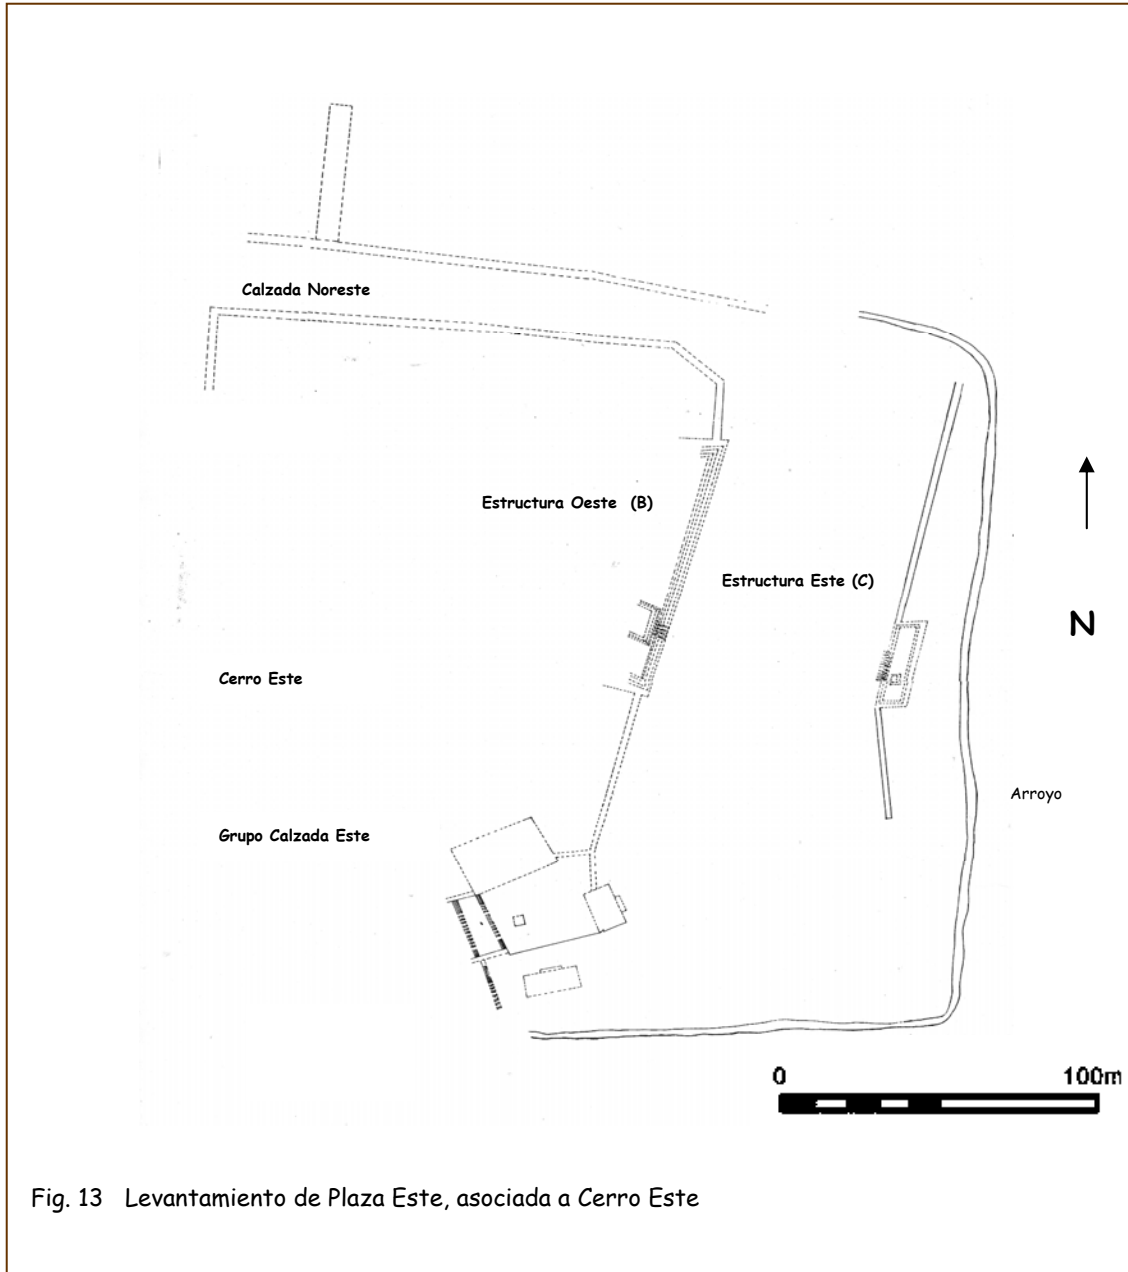 Calzada Noreste
Estructura Oeste (B)
Estructura Este (C)
N
Cerro Este
Arroyo
Grupo Calzada Este
0 100m
Fig. 13 Levantamiento de Plaza Este, asociada a Cerro Este